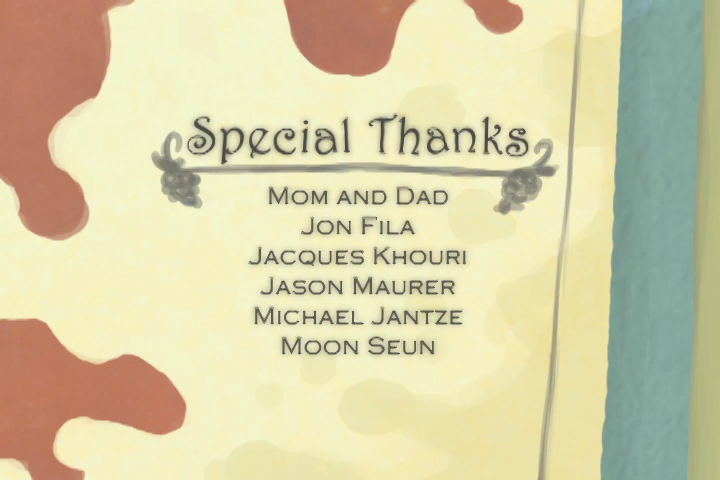 Special Thanks
Mom and Dad
Jon Fila
Jacques Khouri
Jason Maurer
Michael Jantze
Moon Seun